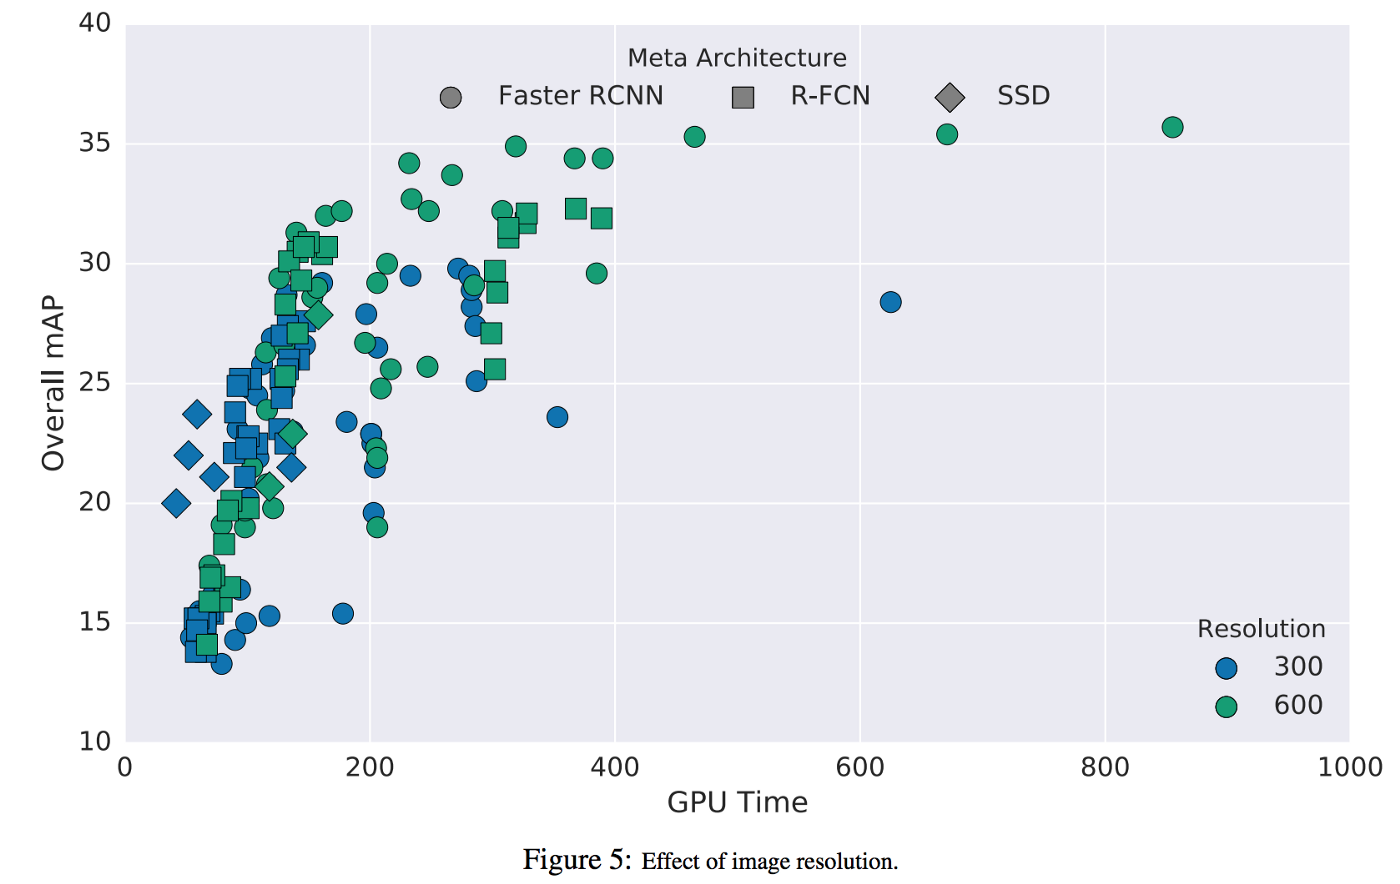 40
35
30
25
20
15
10
Overall mAP
Meta Architecture
Faster RCNN R-FCN SSD
Resolution
300
600
0 200 400 600 800 1000
GPU Time
Figure 5: Effect of image resolution.